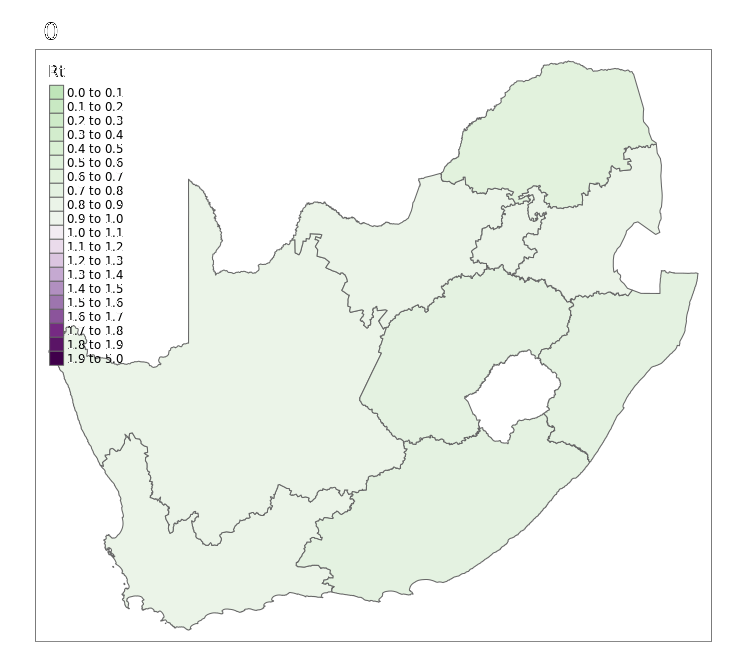 0
Rt
0.0 to 0.1
0.1 to 0.2
0.2 to 0.3
0.3 to 0.4
0.4 to 0.5
0.5 to 0.6
0.6 to 0.7
0.7 to 0.8
0.8 to 0.9
0.9 to 1.0
1.0 to 1.1
1.1 to 1.2
1.2 to 1.3
1.3 to 1.4
1.4 to 1.5
1.5 to 1.6
1.6 to 1.7
1.7 to 1.8
1.8 to 1.9
1.9 to 5.0